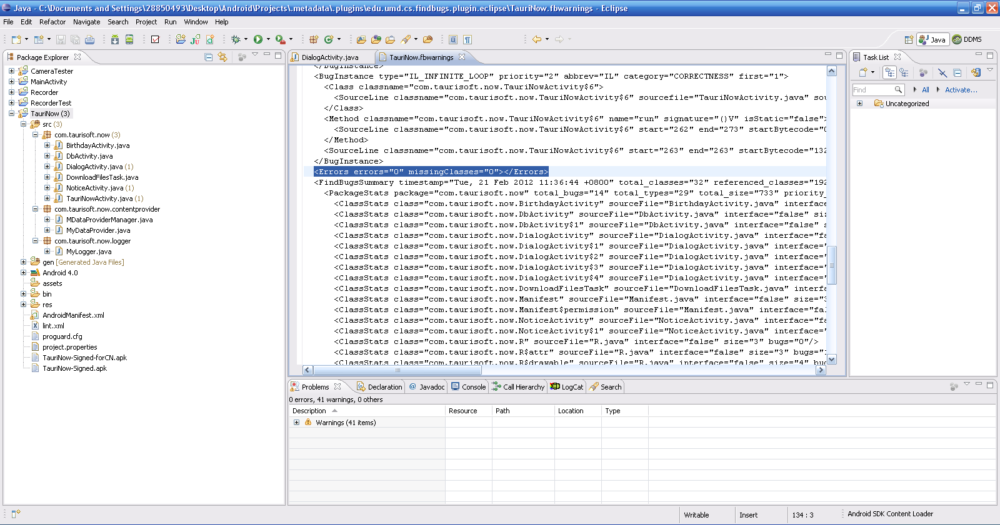 Java - C:\Documents and Settings\28850493\Desktop\Android\Projects\.metadata\.plugins\edu.umd.cs.findbugs.plugin.eclipse\TauriNow.fbwarnings - Eclipse
File Edit Refactor Navigate Search Project Run Window Help
Java DDMS
Package Explorer
CameraTester
MainActivity
Recorder
RecorderTest
TauriNow (3)
src (3)
com.taurisoft.now (3)
BirthdayActivity.java
DbActivity.java
DialogActivity.java (1)
DownloadFilesTask.java
NoticeActivity.java (1)
TauriNowActivity.java (1)
com.taurisoft.now.contentprovider
MDataProviderManager.java
MyDataProvider.java
com.taurisoft.now.logger
MyLogger.java
gen [Generated Java Files]
Android 4.0
assets
bin
res
AndroidManifest.xml
lint.xml
proguard.cfg
project.properties
TauriNow-Signed-forCN.apk
TauriNow-Signed.apk
DialogActivity.java TauriNow.fbwarnings
</BugInstance>
<BugInstance type="IL_INFINITE_LOOP" priority="2" abbrev="IL" category="CORRECTNESS" first="1">
<Class classname="com.taurisoft.now.TauriNowActivity$6">
<SourceLine classname="com.taurisoft.now.TauriNowActivity$6" sourcefile="TauriNowActivity.java" sou
</Class>
<Method classname="com.taurisoft.now.TauriNowActivity$6" name="run" signature="()V" isStatic="false">
<SourceLine classname="com.taurisoft.now.TauriNowActivity$6" start="262" end="273" startBytecode="0
</Method>
<SourceLine classname="com.taurisoft.now.TauriNowActivity$6" start="263" end="263" startBytecode="132
</BugInstance>
<Errors errors="0" missingClasses="0"></Errors>
<FindBugsSummary timestamp="Tue, 21 Feb 2012 11:36:44 +0800" total_classes="32" referenced_classes="192
<PackageStats package="com.taurisoft.now" total_bugs="14" total_types="29" total_size="733" priority_
<ClassStats class="com.taurisoft.now.BirthdayActivity" sourceFile="BirthdayActivity.java" interface
<ClassStats class="com.taurisoft.now.DbActivity" sourceFile="DbActivity.java" interface="false" siz
<ClassStats class="com.taurisoft.now.DbActivity$1" sourceFile="DbActivity.java" interface="false" s
<ClassStats class="com.taurisoft.now.DialogActivity" sourceFile="DialogActivity.java" interface="fa
<ClassStats class="com.taurisoft.now.DialogActivity$1" sourceFile="DialogActivity.java" interface="
<ClassStats class="com.taurisoft.now.DialogActivity$2" sourceFile="DialogActivity.java" interface="
<ClassStats class="com.taurisoft.now.DialogActivity$3" sourceFile="DialogActivity.java" interface="
<ClassStats class="com.taurisoft.now.DialogActivity$4" sourceFile="DialogActivity.java" interface="
<ClassStats class="com.taurisoft.now.DownloadFilesTask" sourceFile="DownloadFilesTask.java" interfa
<ClassStats class="com.taurisoft.now.Manifest" sourceFile="Manifest.java" interface="false" size="3
<ClassStats class="com.taurisoft.now.Manifest$permission" sourceFile="Manifest.java" interface="fal
<ClassStats class="com.taurisoft.now.NoticeActivity" sourceFile="NoticeActivity.java" interface="fa
<ClassStats class="com.taurisoft.now.NoticeActivity$1" sourceFile="NoticeActivity.java" interface="
<ClassStats class="com.taurisoft.now.R" sourceFile="R.java" interface="false" size="3" bugs="0"/>
<ClassStats class="com.taurisoft.now.R$attr" sourceFile="R.java" interface="false" size="3" bugs="
<ClassStats class="com.taurisoft.now.R$drawable" sourceFile="R.java" interface="false" size="4" bug
Task List
Find All Activate...
Uncategorized
Problems Declaration Javadoc Console Call Hierarchy LogCat Search
0 errors, 41 warnings, 0 others
Description Resource Path Location Type
Warnings (41 items)
Writable Insert 134 : 3 Android SDK Content Loader